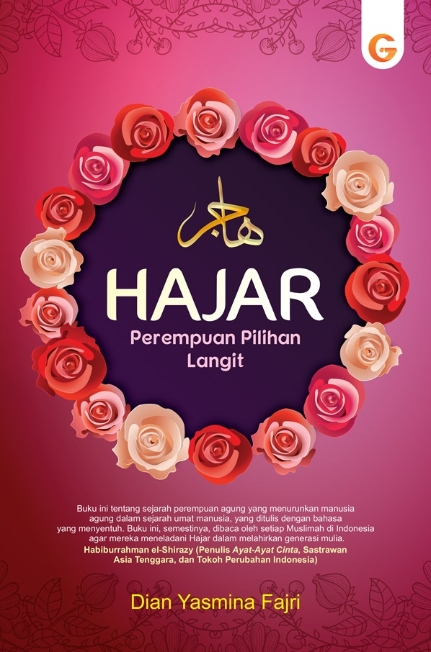 G
هاجر
HAJAR
Perempuan Pilihan
Langit
Buku ini tentang sejarah perempuan agung yang menurunkan manusia
agung dalam sejarah umat manusia, yang ditulis dengan bahasa
yang menyentuh. Buku ini, semestinya, dibaca oleh setiap Muslimah di Indonesia
agar mereka meneladani Hajar dalam melahirkan generasi mulia.
Habiburrahman el-Shirazy (Penulis Ayat-Ayat Cinta, Sastrawan
Asia Tenggara, dan Tokoh Perubahan Indonesia)
Dian Yasmina Fajri